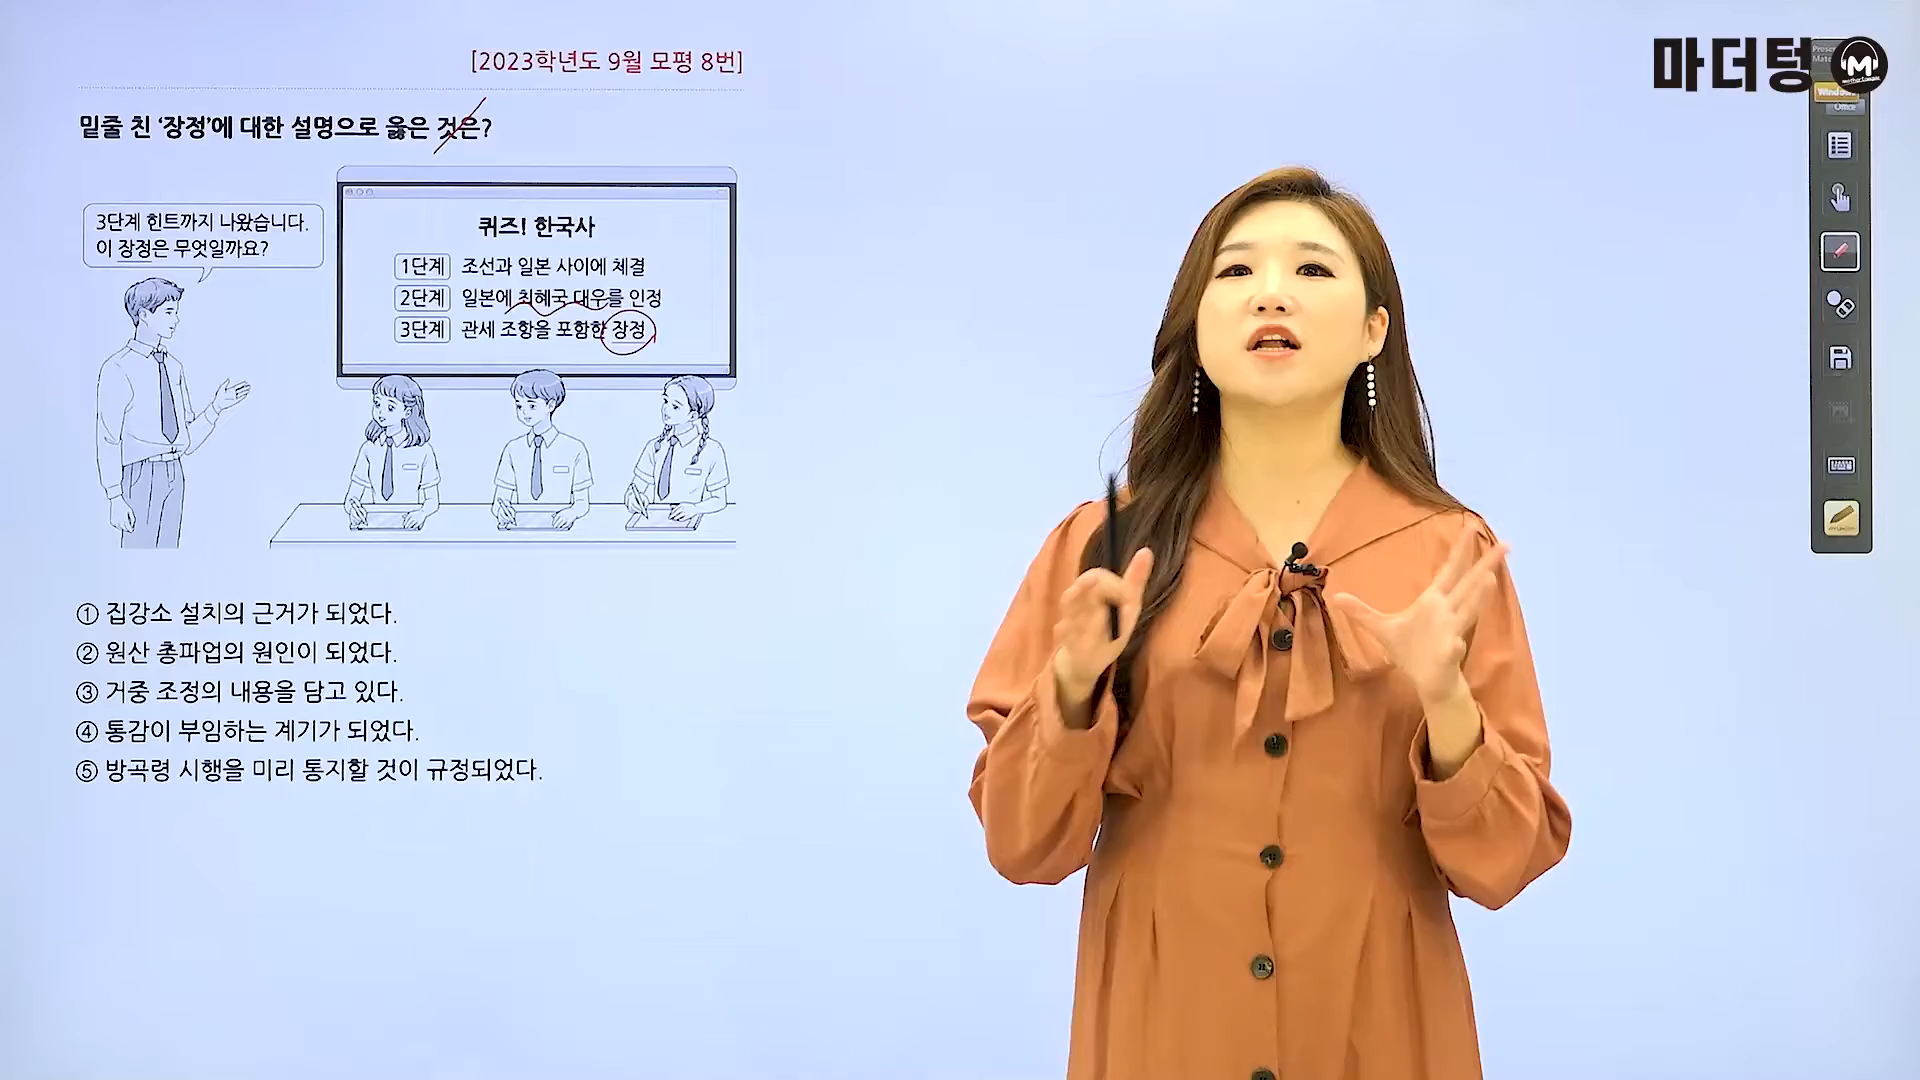 [2023학년도 9월 모평 8번]
마더텅
밑줄 친 ‘장정’에 대한 설명으로 옳은 것은?
3단계 힌트까지 나왔습니다.
이 장정은 무엇일까요?
퀴즈! 한국사
1단계 조선과 일본 사이에 체결
2단계 일본에 최혜국 대우를 인정
3단계 관세 조항을 포함한 장정
① 집강소 설치의 근거가 되었다.
② 원산 총파업의 원인이 되었다.
③ 거중 조정의 내용을 담고 있다.
④ 통감이 부임하는 계기가 되었다.
⑤ 방곡령 시행을 미리 통지할 것이 규정되었다.